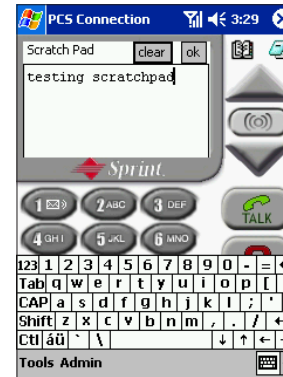 PCS Connection 3:29
Scratch Pad clear ok
testing scratchpad
Sprint.
1 2 ABC 3 DEF
TALK
4 GHI 5 JKL 6 MNO
123 1 2 3 4 5 6 7 8 9 0 - =
Tab q w e r t y u i o p [
CAP a s d f g h j k l ; '
Shift z x c v b n m , . /
Ctl áü ` \
Tools Admin